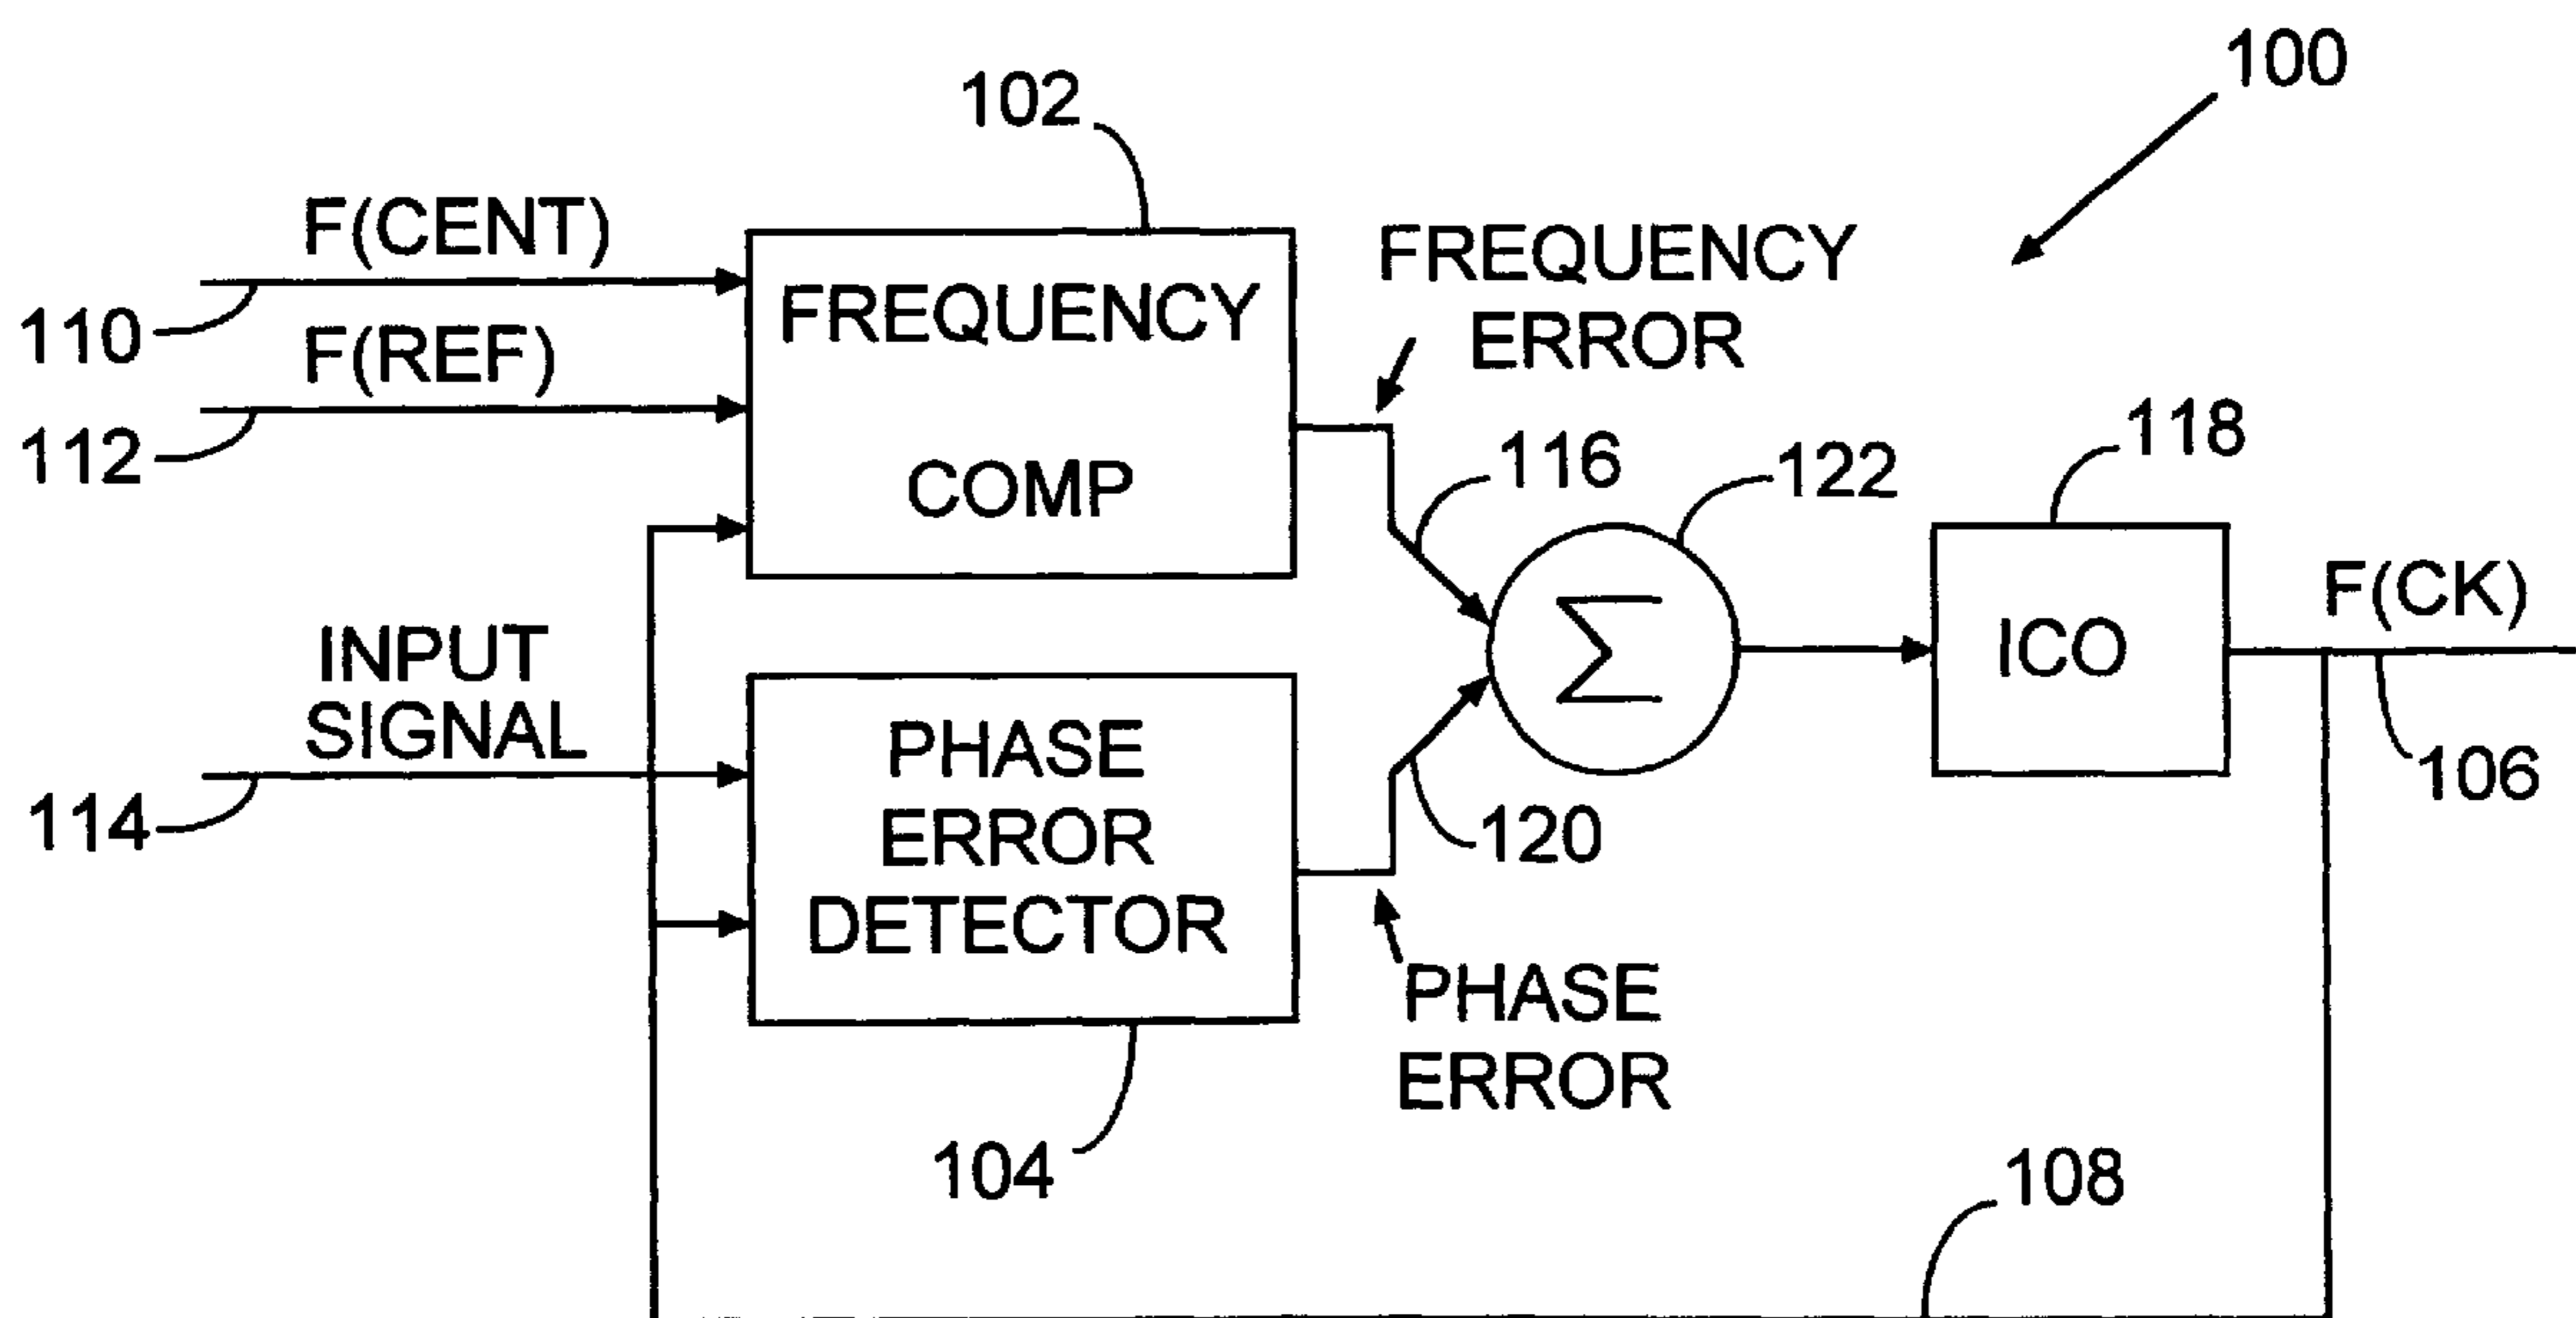 100
102
F(CENT)
110
F(REF)
112
FREQUENCY
COMP
FREQUENCY
ERROR
116
122
118
INPUT
SIGNAL
114
PHASE
ERROR
DETECTOR
Σ
ICO
F(CK)
106
120
PHASE
ERROR
104
108